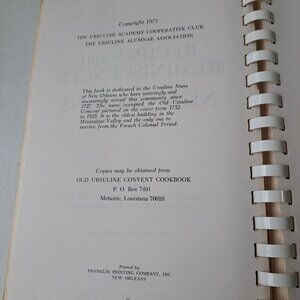 Copyright 1971
THE URSULINE ACADEMY COOPERATIVE CLUB
THE URSULINE ALUMNAE ASSOCIATION
This book is dedicated to the Ursuline Nuns
of New Orleans who have untiringly and
unceasingly served this community since
1727. The nuns occupied the Old Ursuline
Convent pictured on the cover from 1752
to 1825. It is the oldest building in the
Mississippi Valley and the only one to
survive from the French Colonial Period.
Copies may be obtained from
OLD URSULINE CONVENT COOKBOOK
P. O. Box 7491
Metairie, Louisiana 70010
Printed by
FRANKLIN PRINTING COMPANY, INC.
NEW ORLEANS